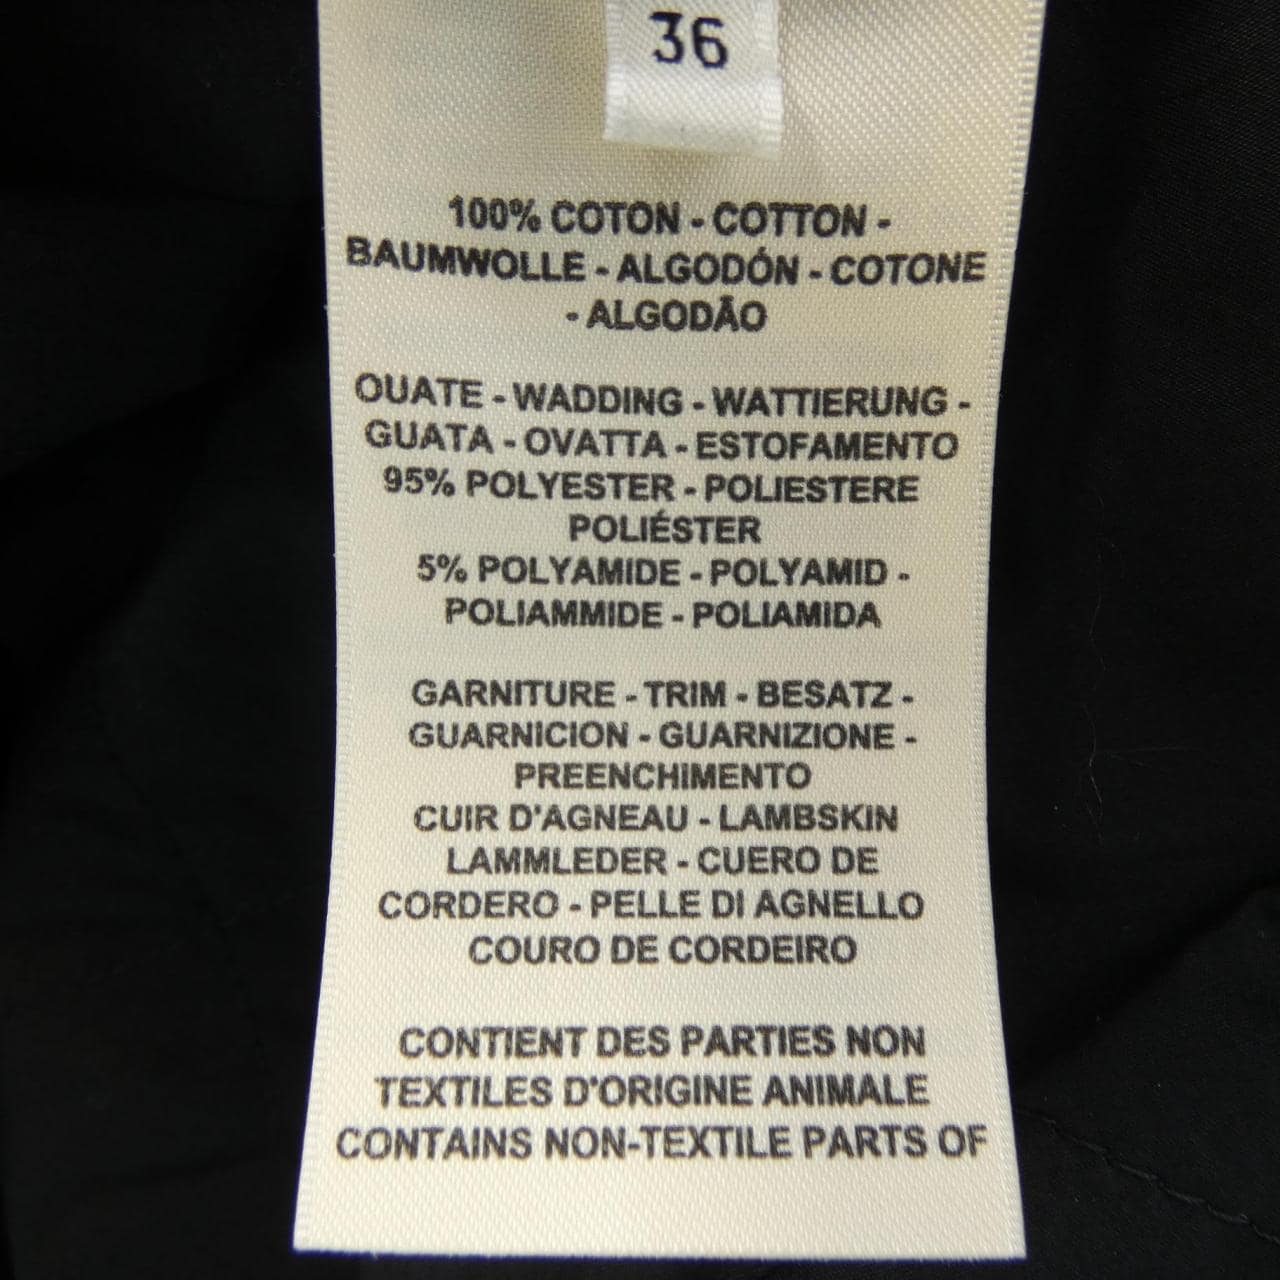 36
100% COTON - COTTON -
BAUMWOLLE - ALGODÓN - COTONE
- ALGODÃO
OUATE - WADDING - WATTIERUNG -
GUATA - OVATTA - ESTOFAMENTO
95% POLYESTER - POLIESTERE
POLIÉSTER
5% POLYAMIDE - POLYAMID -
POLIAMMIDE - POLIAMIDA
GARNITURE - TRIM - BESATZ -
GUARNICION - GUARNIZIONE -
PREENCHIMENTO
CUIR D'AGNEAU - LAMBSKIN
LAMMLEDER - CUERO DE
CORDERO - PELLE DI AGNELLO
COURO DE CORDEIRO
CONTIENT DES PARTIES NON
TEXTILES D'ORIGINE ANIMALE
CONTAINS NON-TEXTILE PARTS OF